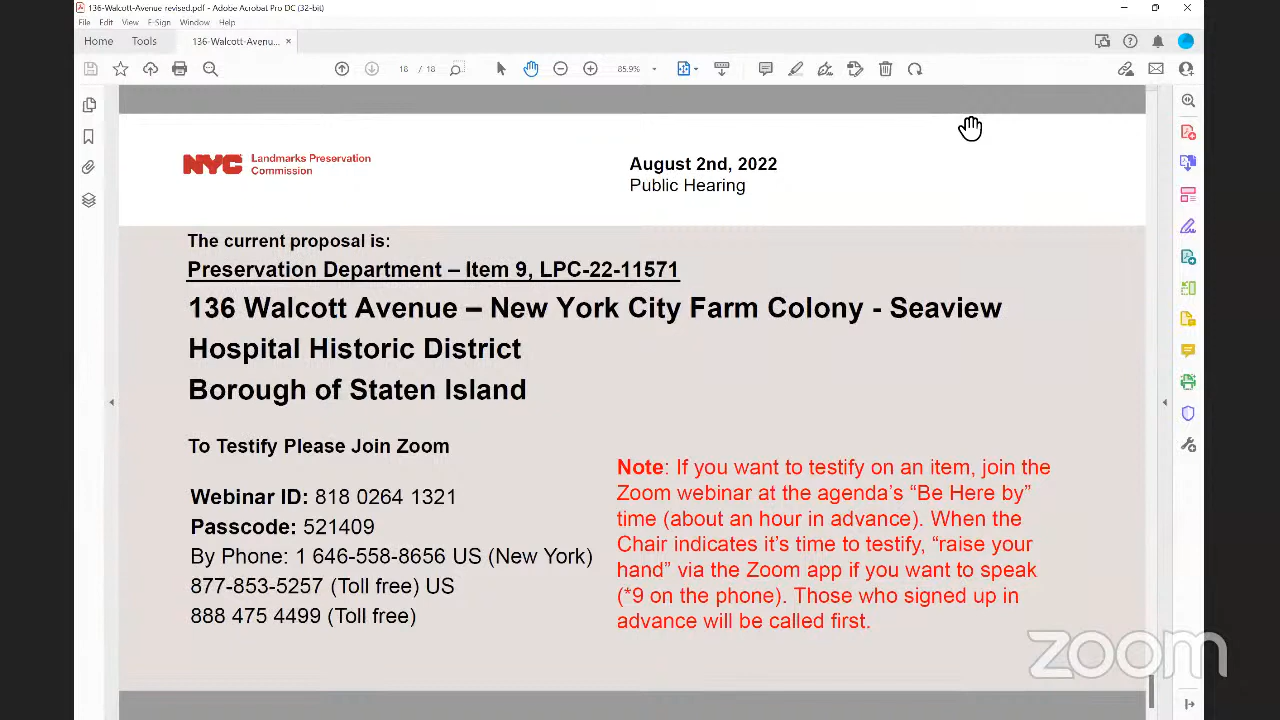 136-Walcott-Avenue revised.pdf - Adobe Acrobat Pro DC (32-bit)
File Edit View E-Sign Window Help
Home Tools 136-Walcott-Avenu... ×
18 / 18 85.9%
NYC Landmarks Preservation
Commission
August 2nd, 2022
Public Hearing
The current proposal is:
Preservation Department – Item 9, LPC-22-11571
136 Walcott Avenue – New York City Farm Colony - Seaview
Hospital Historic District
Borough of Staten Island
To Testify Please Join Zoom
Webinar ID: 818 0264 1321
Passcode: 521409
By Phone: 1 646-558-8656 US (New York)
877-853-5257 (Toll free) US
888 475 4499 (Toll free)
Note: If you want to testify on an item, join the
Zoom webinar at the agenda’s “Be Here by”
time (about an hour in advance). When the
Chair indicates it’s time to testify, “raise your
hand” via the Zoom app if you want to speak
(*9 on the phone). Those who signed up in
advance will be called first.
zoom